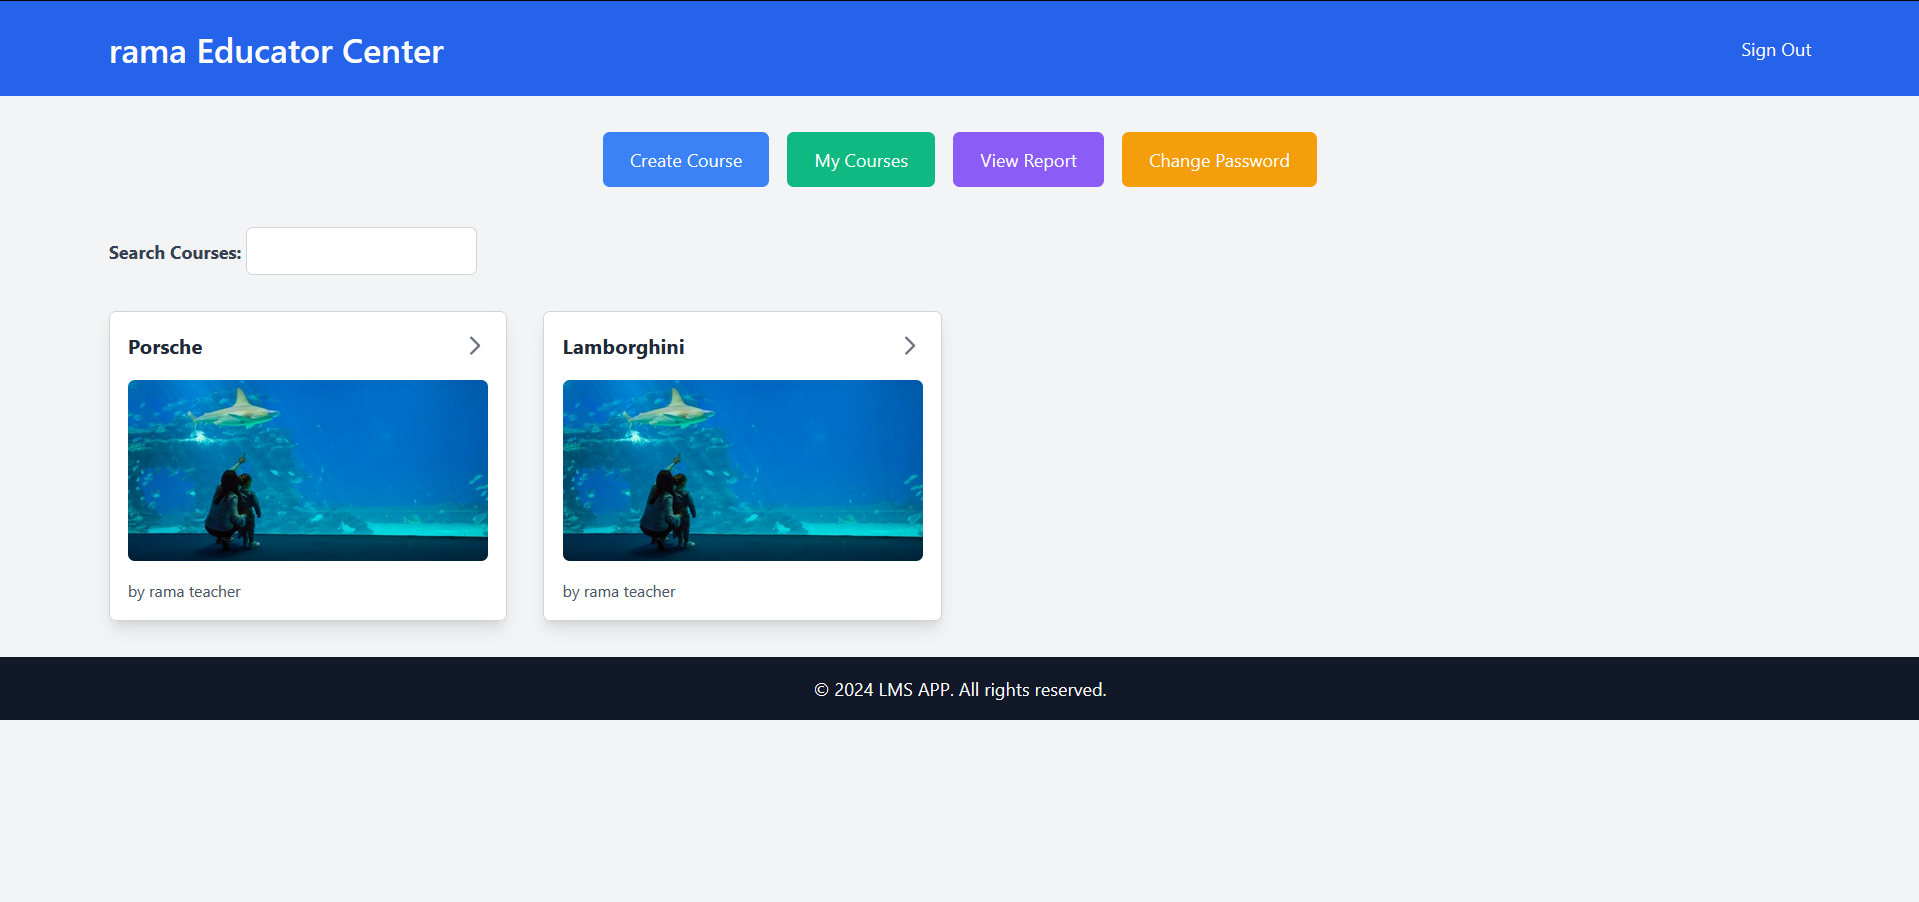 rama Educator Center
Sign Out
Create Course
My Courses
View Report
Change Password
Search Courses:
Porsche
Lamborghini
by rama teacher
by rama teacher
© 2024 LMS APP. All rights reserved.